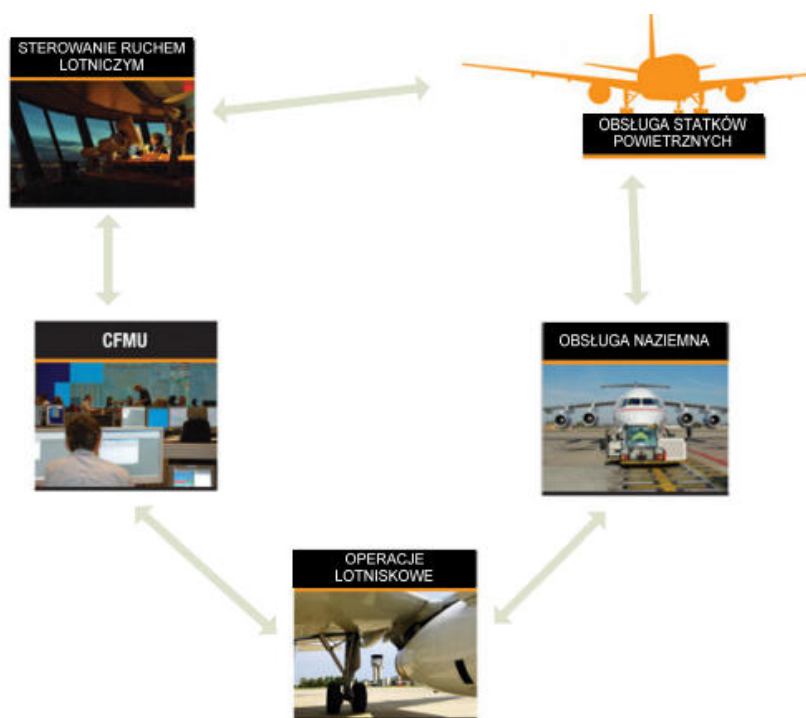 STEROWANIE RUCHEM
LOTNICZYM
OBSŁUGA STATKÓW
POWIETRZNYCH
CFMU
OBSŁUGA NAZIEMNA
OPERACJE
LOTNISKOWE